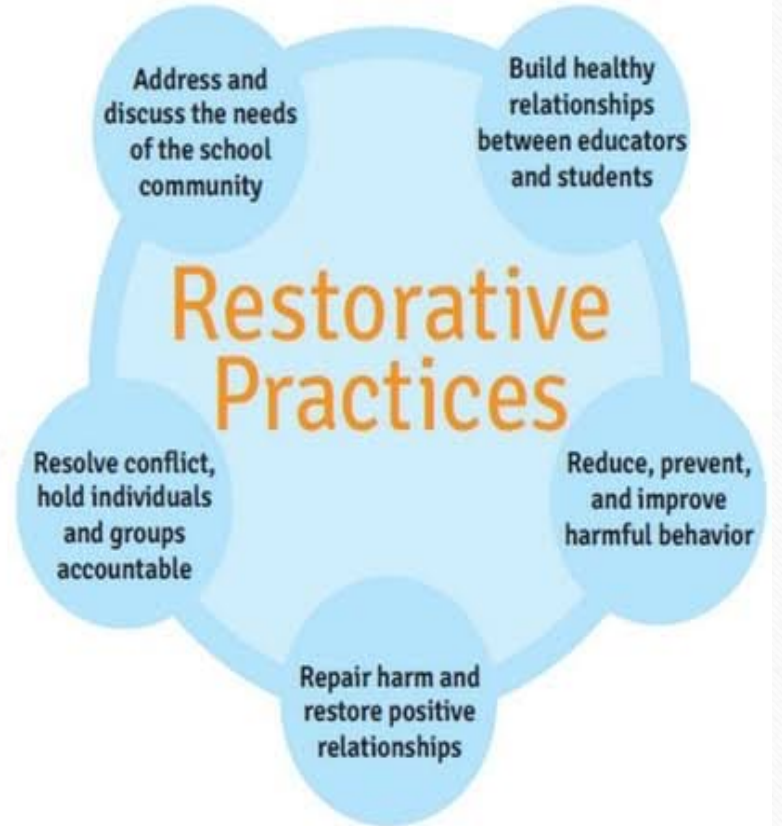 Address and
discuss the needs
of the school
community
Build healthy
relationships
between educators
and students
Restorative
Practices
Resolve conflict,
hold individuals
and groups
accountable
Reduce, prevent,
and improve
harmful behavior
Repair harm and
restore positive
relationships